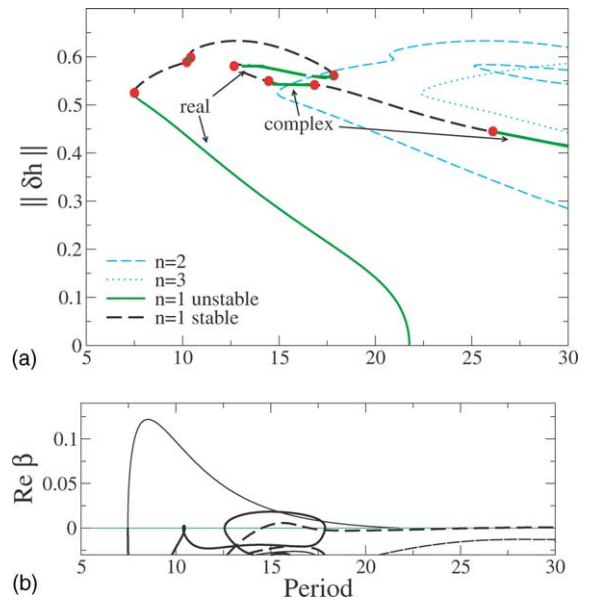 0.6
0.5
0.4
0.3
0.2
0.1
0
|| δh ||
real
complex
n=2
n=3
n=1 unstable
n=1 stable
(a)
5 10 15 20 25 30
0.1
0.05
0
Re β
(b)
5 10 15 20 25 30
Period